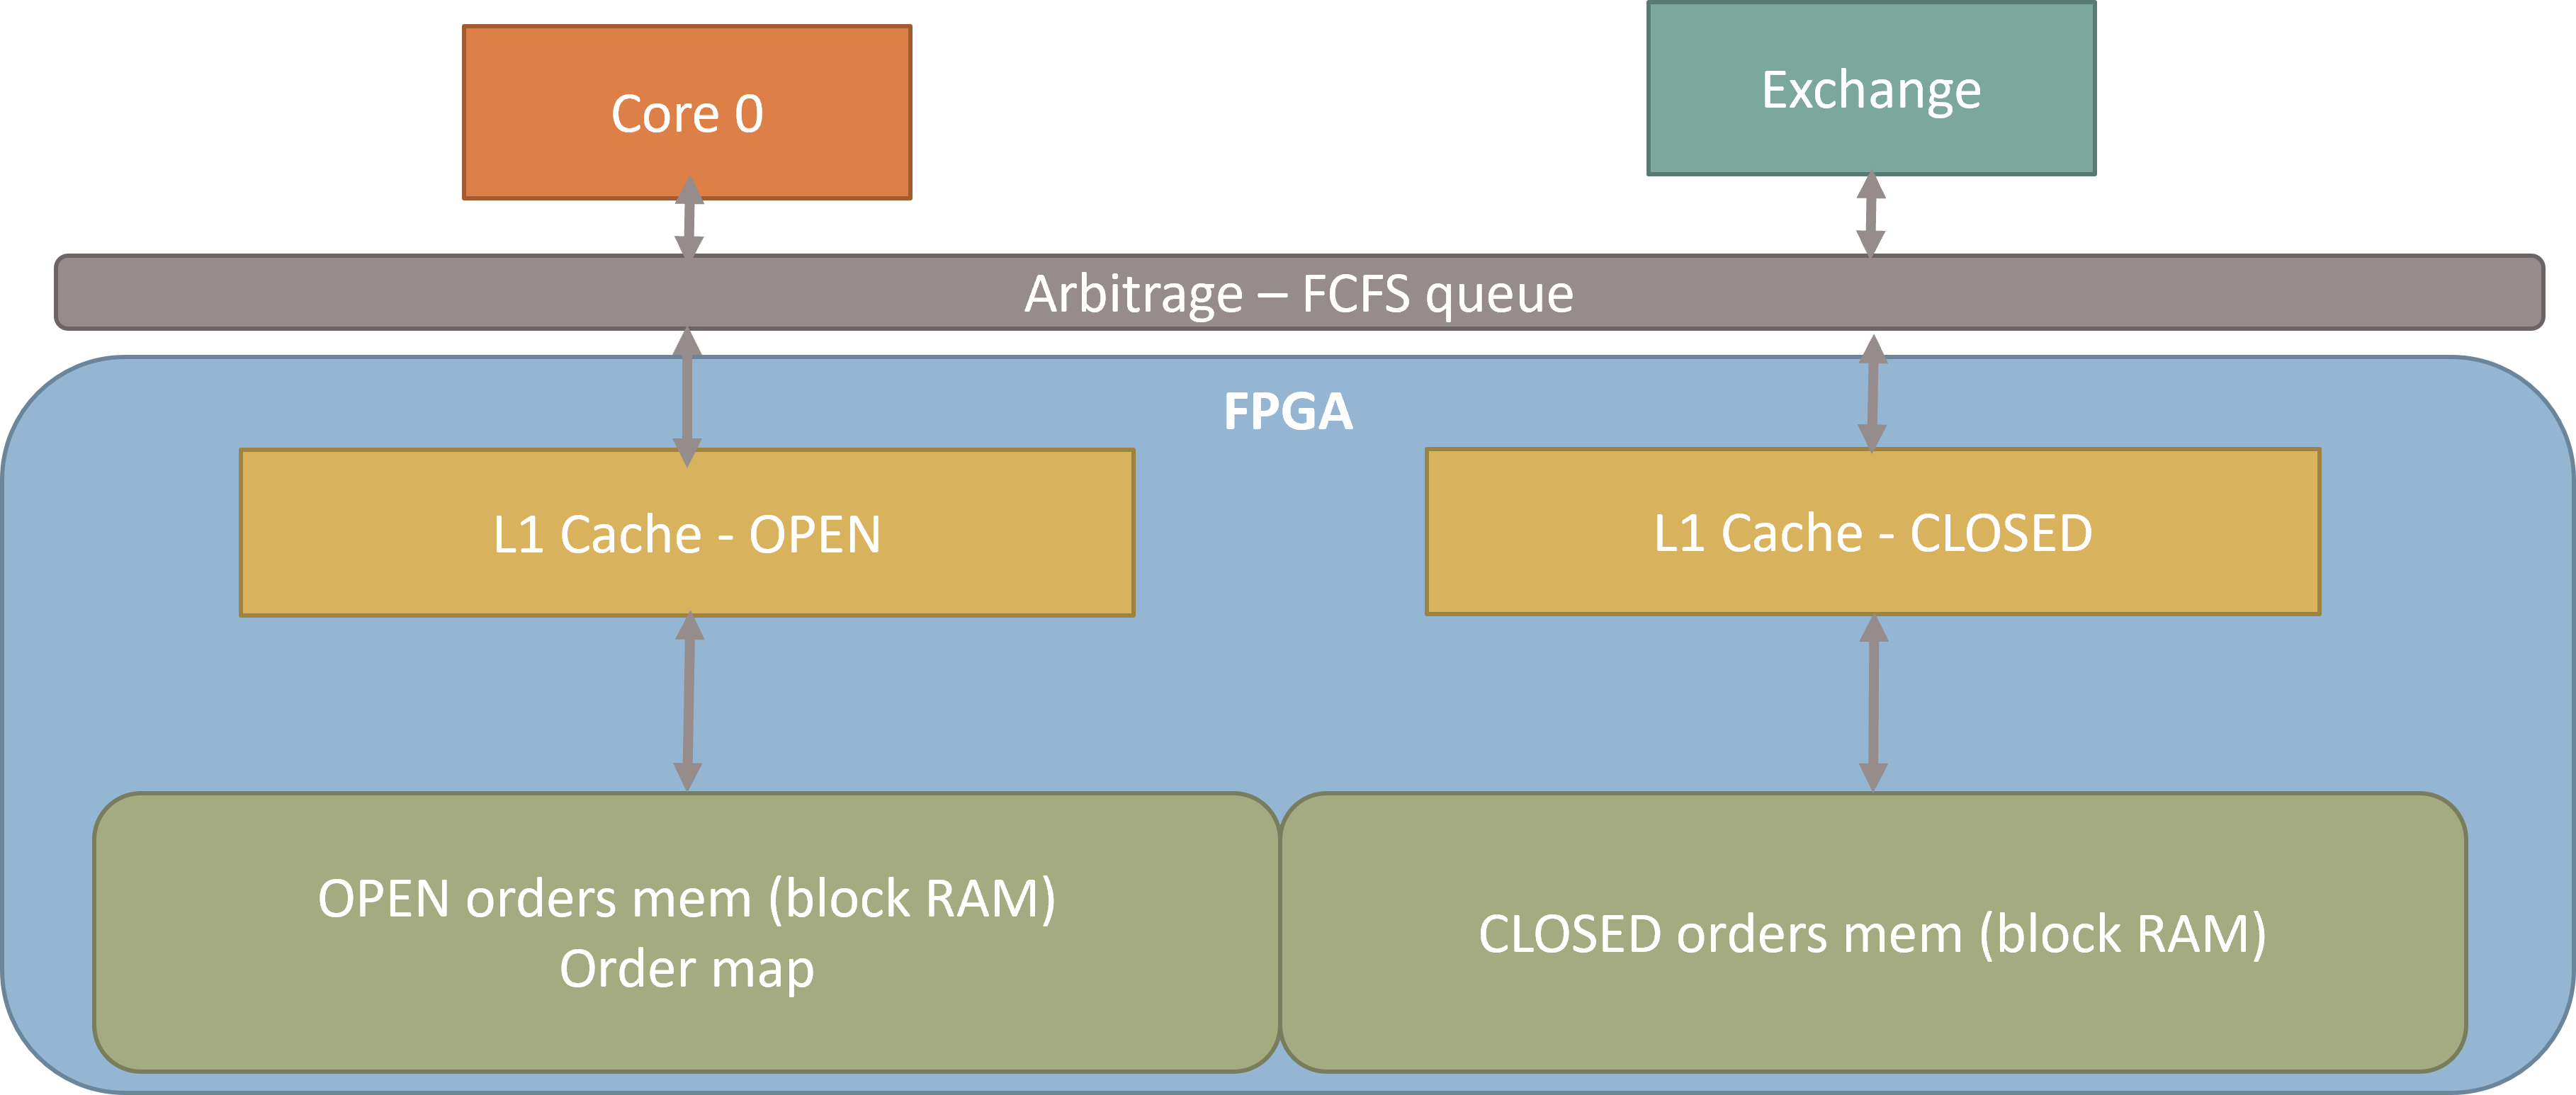 Core 0
Exchange
Arbitrage – FCFS queue
FPGA
L1 Cache - OPEN
L1 Cache - CLOSED
OPEN orders mem (block RAM)
Order map
CLOSED orders mem (block RAM)